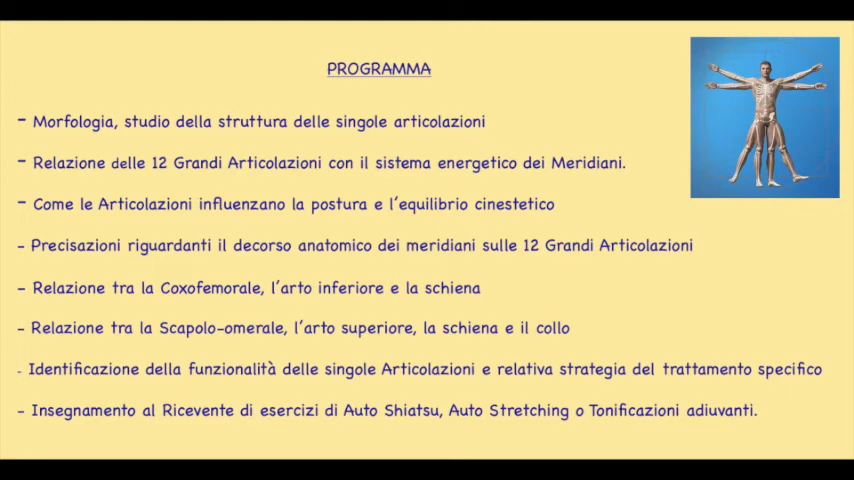 PROGRAMMA
- Morfologia, studio della struttura delle singole articolazioni
- Relazione delle 12 Grandi Articolazioni con il sistema energetico dei Meridiani.
- Come le Articolazioni influenzano la postura e l'equilibrio cinestetico
- Precisazioni riguardanti il decorso anatomico dei meridiani sulle 12 Grandi Articolazioni
- Relazione tra la Coxofemorale, l'arto inferiore e la schiena
- Relazione tra la Scapolo-omerale, l'arto superiore, la schiena e il collo
- Identificazione della funzionalità delle singole Articolazioni e relativa strategia del trattamento specifico
- Insegnamento al Ricevente di esercizi di Auto Shiatsu, Auto Stretching o Tonificazioni adiuvanti.